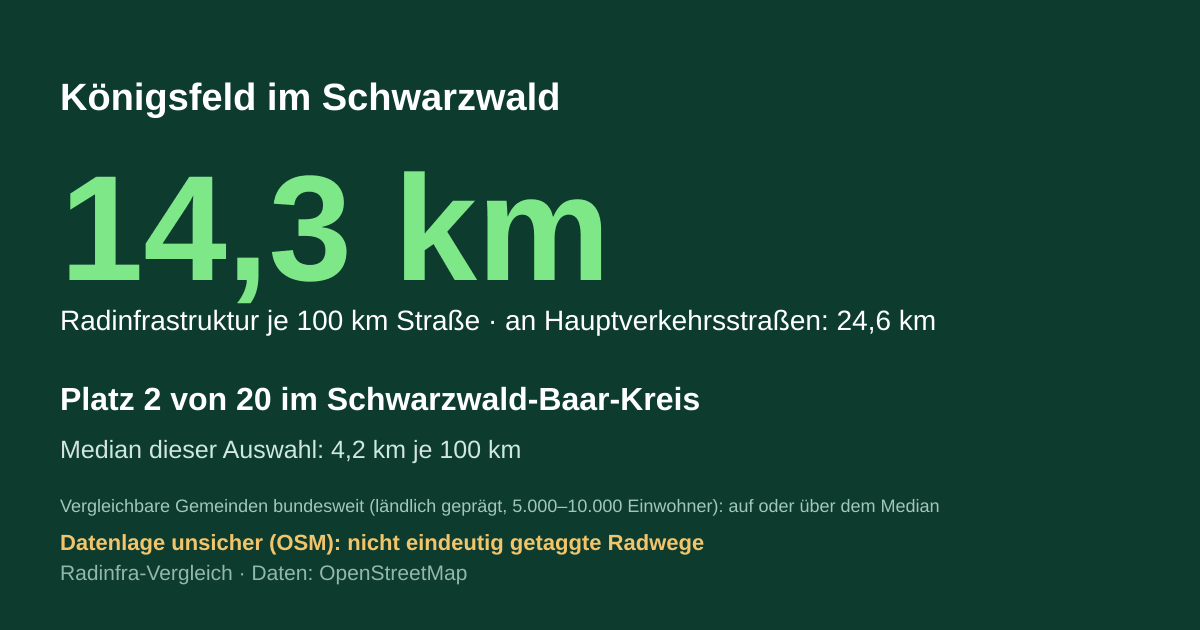 Königsfeld im Schwarzwald
14,3 km
Radinfrastruktur je 100 km Straße · an Hauptverkehrsstraßen: 24,6 km
Platz 2 von 20 im Schwarzwald-Baar-Kreis
Median dieser Auswahl: 4,2 km je 100 km
Vergleichbare Gemeinden bundesweit (ländlich geprägt, 5.000–10.000 Einwohner): auf oder über dem Median
Datenlage unsicher (OSM): nicht eindeutig getaggte Radwege
Radinfra-Vergleich · Daten: OpenStreetMap